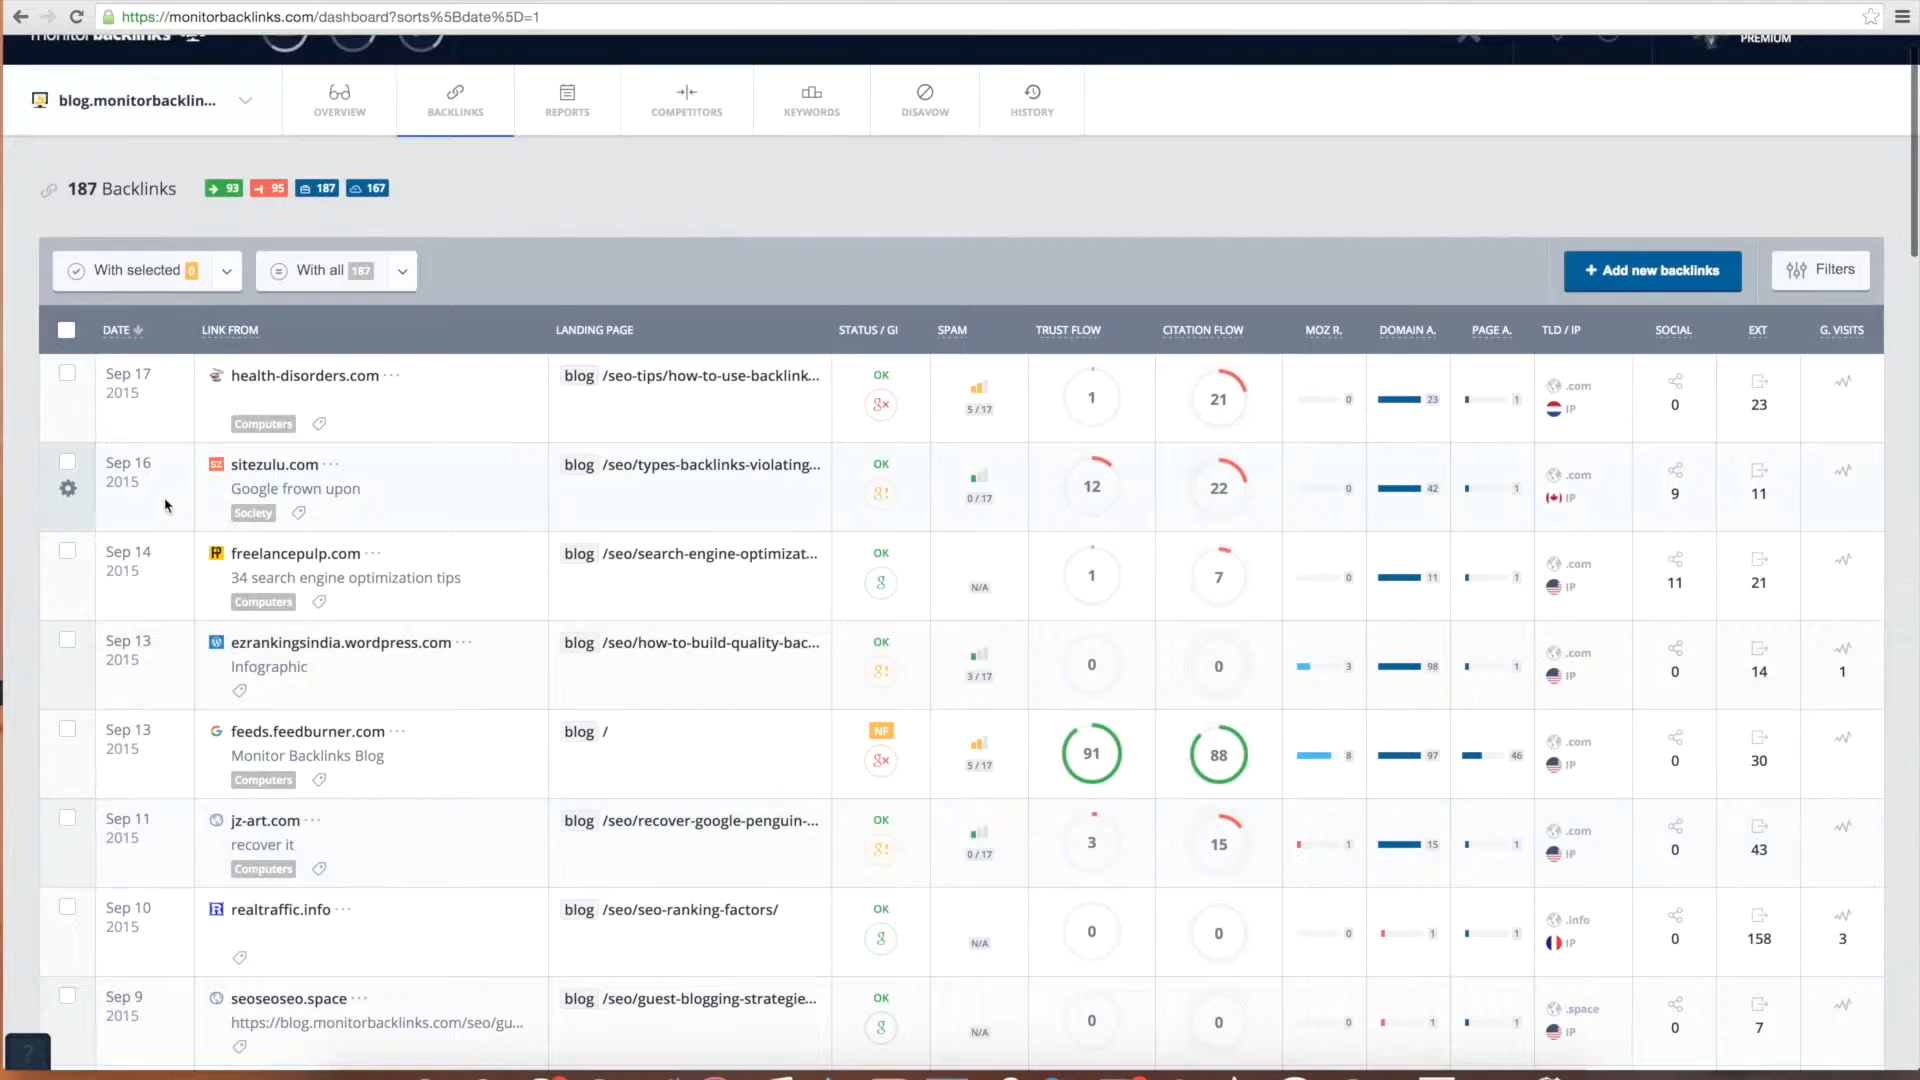 https://monitorbacklinks.com/dashboard?sorts%5Bdate%5D=1
monitorbacklinks
PREMIUM
blog.monitorbacklin...
OVERVIEW
BACKLINKS
REPORTS
COMPETITORS
KEYWORDS
DISAVOW
HISTORY
187 Backlinks 93 95 187 167
With selected 0 With all 187 + Add new backlinks Filters
DATE LINK FROM LANDING PAGE STATUS / GI SPAM TRUST FLOW CITATION FLOW MOZ R. DOMAIN A. PAGE A. TLD / IP SOCIAL EXT G. VISITS
Sep 17 health-disorders.com ... blog /seo-tips/how-to-use-backlink... OK .com
2015 g× 5 / 17 1 21 0 23 1 IP 0 23
Computers
Sep 16 sitezulu.com ... blog /seo/types-backlinks-violating... OK .com
2015 Google frown upon g! 0 / 17 12 22 0 42 1 IP 9 11
Society
Sep 14 freelancepulp.com ... blog /seo/search-engine-optimizat... OK .com
2015 34 search engine optimization tips g N/A 1 7 0 11 1 IP 11 21
Computers
Sep 13 ezrankingsindia.wordpress.com ... blog /seo/how-to-build-quality-bac... OK .com
2015 Infographic g! 3 / 17 0 0 3 98 1 IP 0 14 1
Sep 13 feeds.feedburner.com ... blog / NF .com
2015 Monitor Backlinks Blog g× 5 / 17 91 88 8 97 46 IP 0 30
Computers
Sep 11 jz-art.com ... blog /seo/recover-google-penguin-... OK .com
2015 recover it g! 0 / 17 3 15 1 15 1 IP 0 43
Computers
Sep 10 realtraffic.info ... blog /seo/seo-ranking-factors/ OK .info
2015 g N/A 0 0 0 1 1 IP 0 158 3
Sep 9 seoseoseo.space ... blog /seo/guest-blogging-strategie... OK .space
2015 https://blog.monitorbacklinks.com/seo/gu... g N/A 0 0 0 1 1 IP 0 7
?